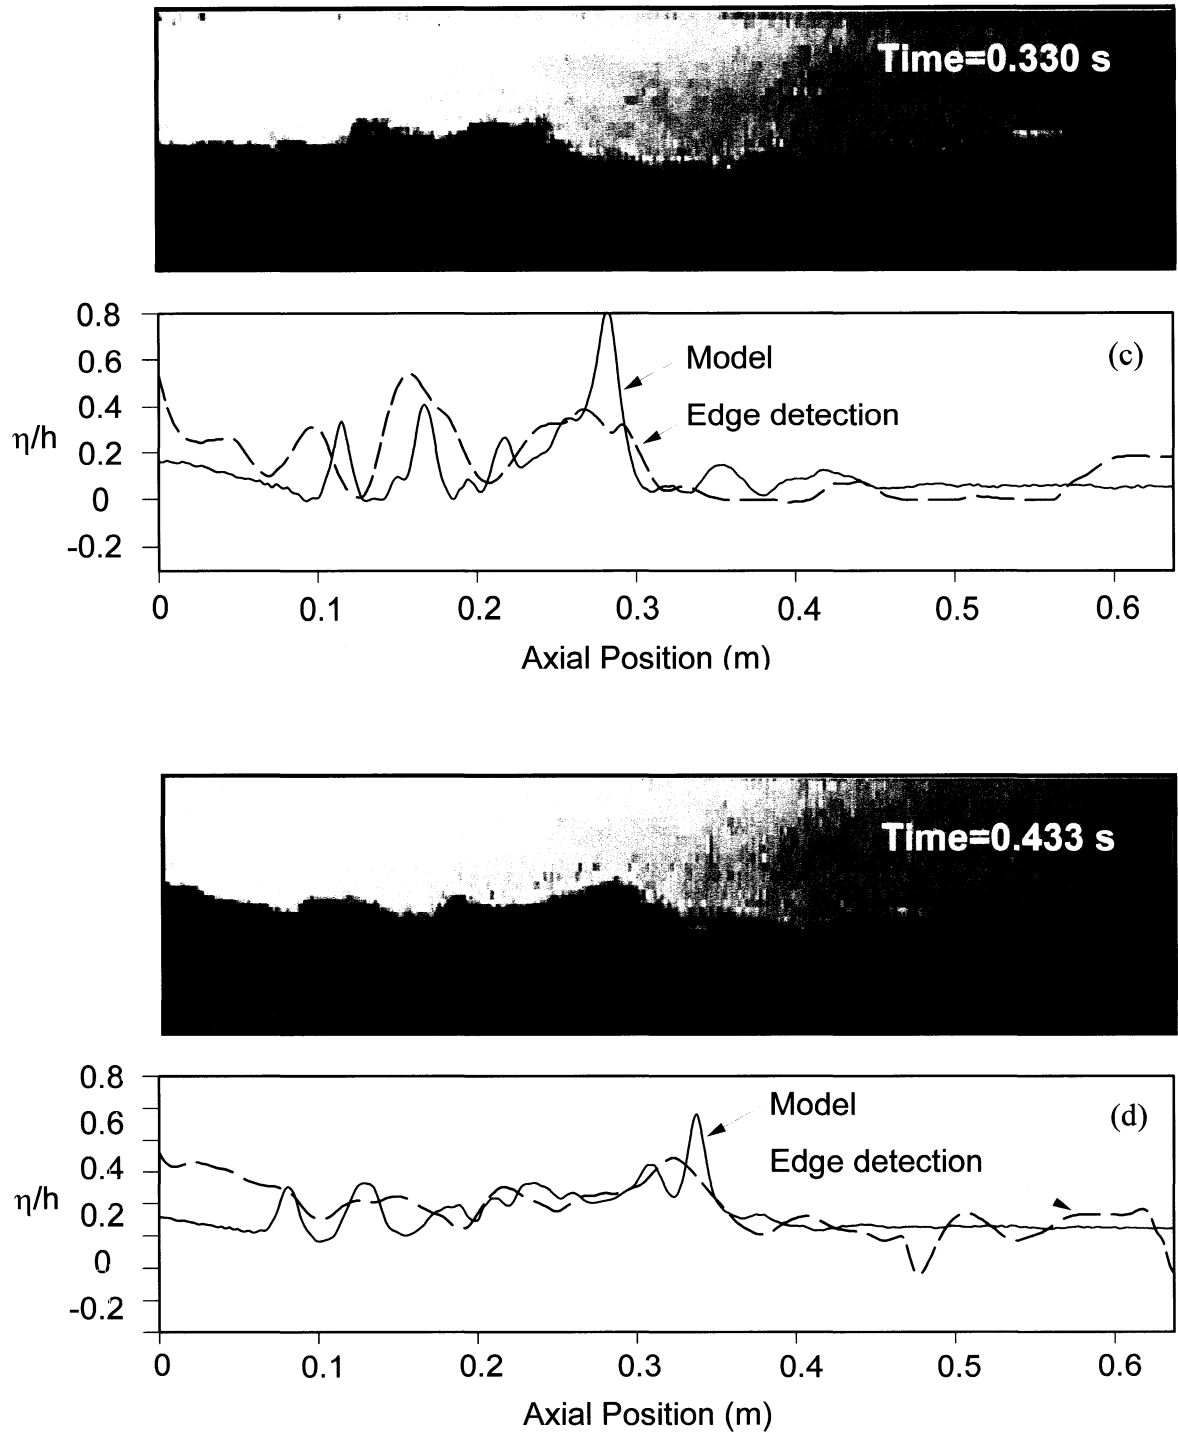 Time=0.330 s
0.8
0.6
0.4
0.2
0
-0.2
η/h
Model
Edge detection
(c)
0 0.1 0.2 0.3 0.4 0.5 0.6
Axial Position (m)
Time=0.433 s
0.8
0.6
0.4
0.2
0
-0.2
η/h
Model
Edge detection
(d)
0 0.1 0.2 0.3 0.4 0.5 0.6
Axial Position (m)